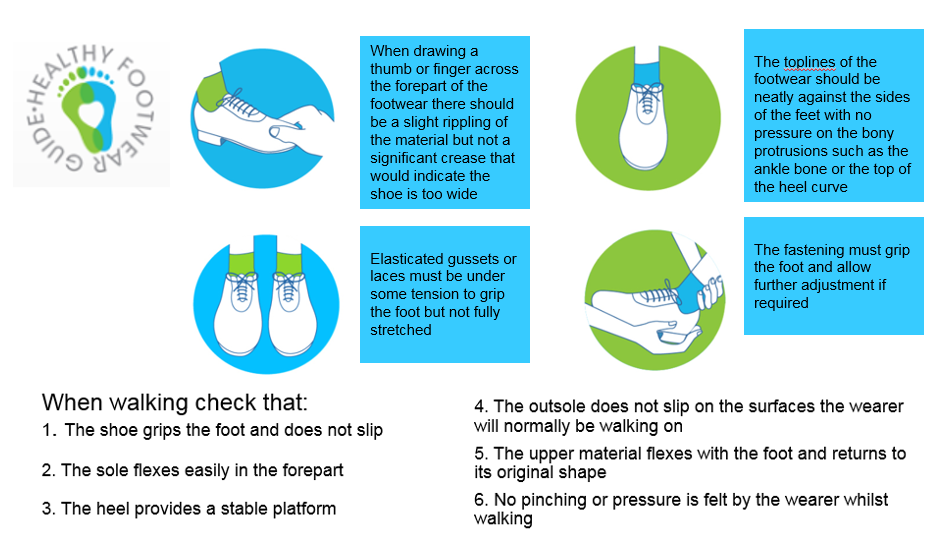 HEALTHY FOOTWEAR GUIDE
When drawing a
thumb or finger across
the forepart of the
footwear there should
be a slight rippling of
the material but not a
significant crease that
would indicate the
shoe is too wide
The toplines of the
footwear should be
neatly against the sides
of the feet with no
pressure on the bony
protrusions such as the
ankle bone or the top of
the heel curve
Elasticated gussets or
laces must be under
some tension to grip
the foot but not fully
stretched
The fastening must grip
the foot and allow
further adjustment if
required
When walking check that:
1. The shoe grips the foot and does not slip
2. The sole flexes easily in the forepart
3. The heel provides a stable platform
4. The outsole does not slip on the surfaces the wearer
will normally be walking on
5. The upper material flexes with the foot and returns to
its original shape
6. No pinching or pressure is felt by the wearer whilst
walking